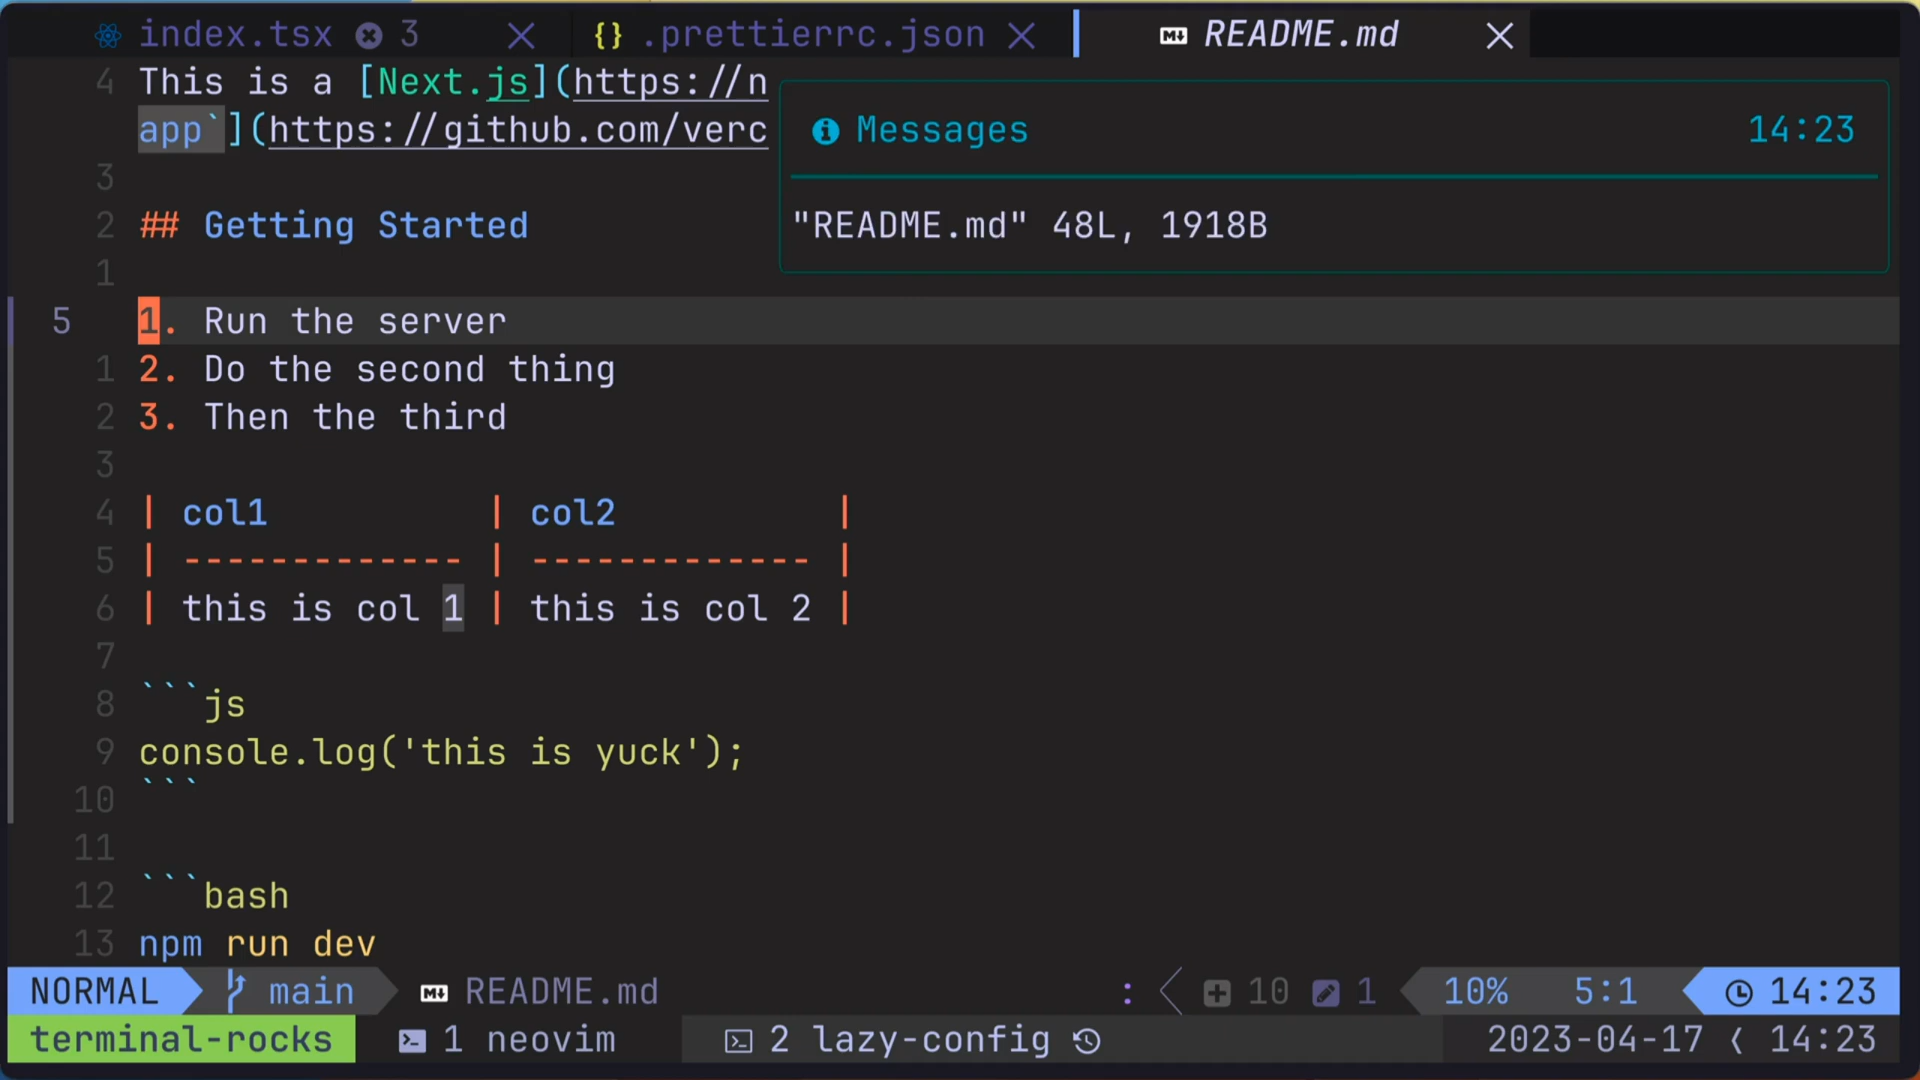 index.tsx 3 {} .prettierrc.json README.md
4 This is a [Next.js](https://n
app`](https://github.com/verc
Messages 14:23
3
2 ## Getting Started
"README.md" 48L, 1918B
1
5 1. Run the server
1 2. Do the second thing
2 3. Then the third
3
4 | col1 | col2 |
5 | ------------- | ------------- |
6 | this is col 1 | this is col 2 |
7
8 ```js
9 console.log('this is yuck');
10 ```
11
12 ```bash
13 npm run dev
NORMAL main README.md : 10 1 10% 5:1 14:23
terminal-rocks 1 neovim 2 lazy-config 2023-04-17 14:23